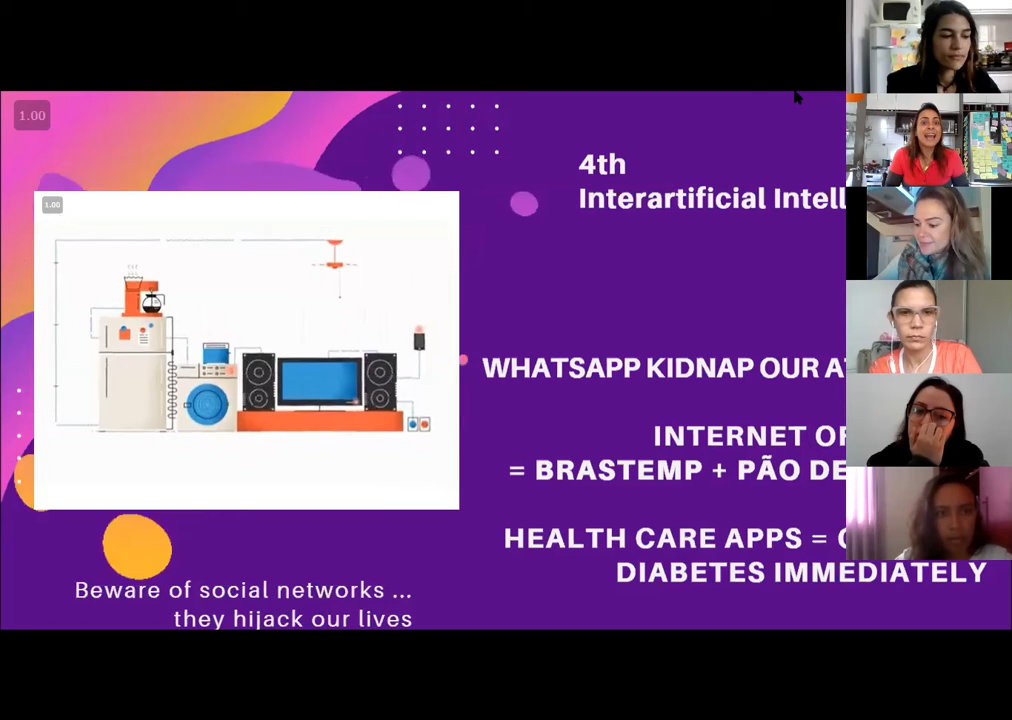 1.00
4th
Interartificial Intell
1.00
WHATSAPP KIDNAP OUR
INTERNET OF
= BRASTEMP + PÃO DE
HEALTH CARE APPS =
DIABETES IMMEDIATELY
Beware of social networks ...
they hijack our lives